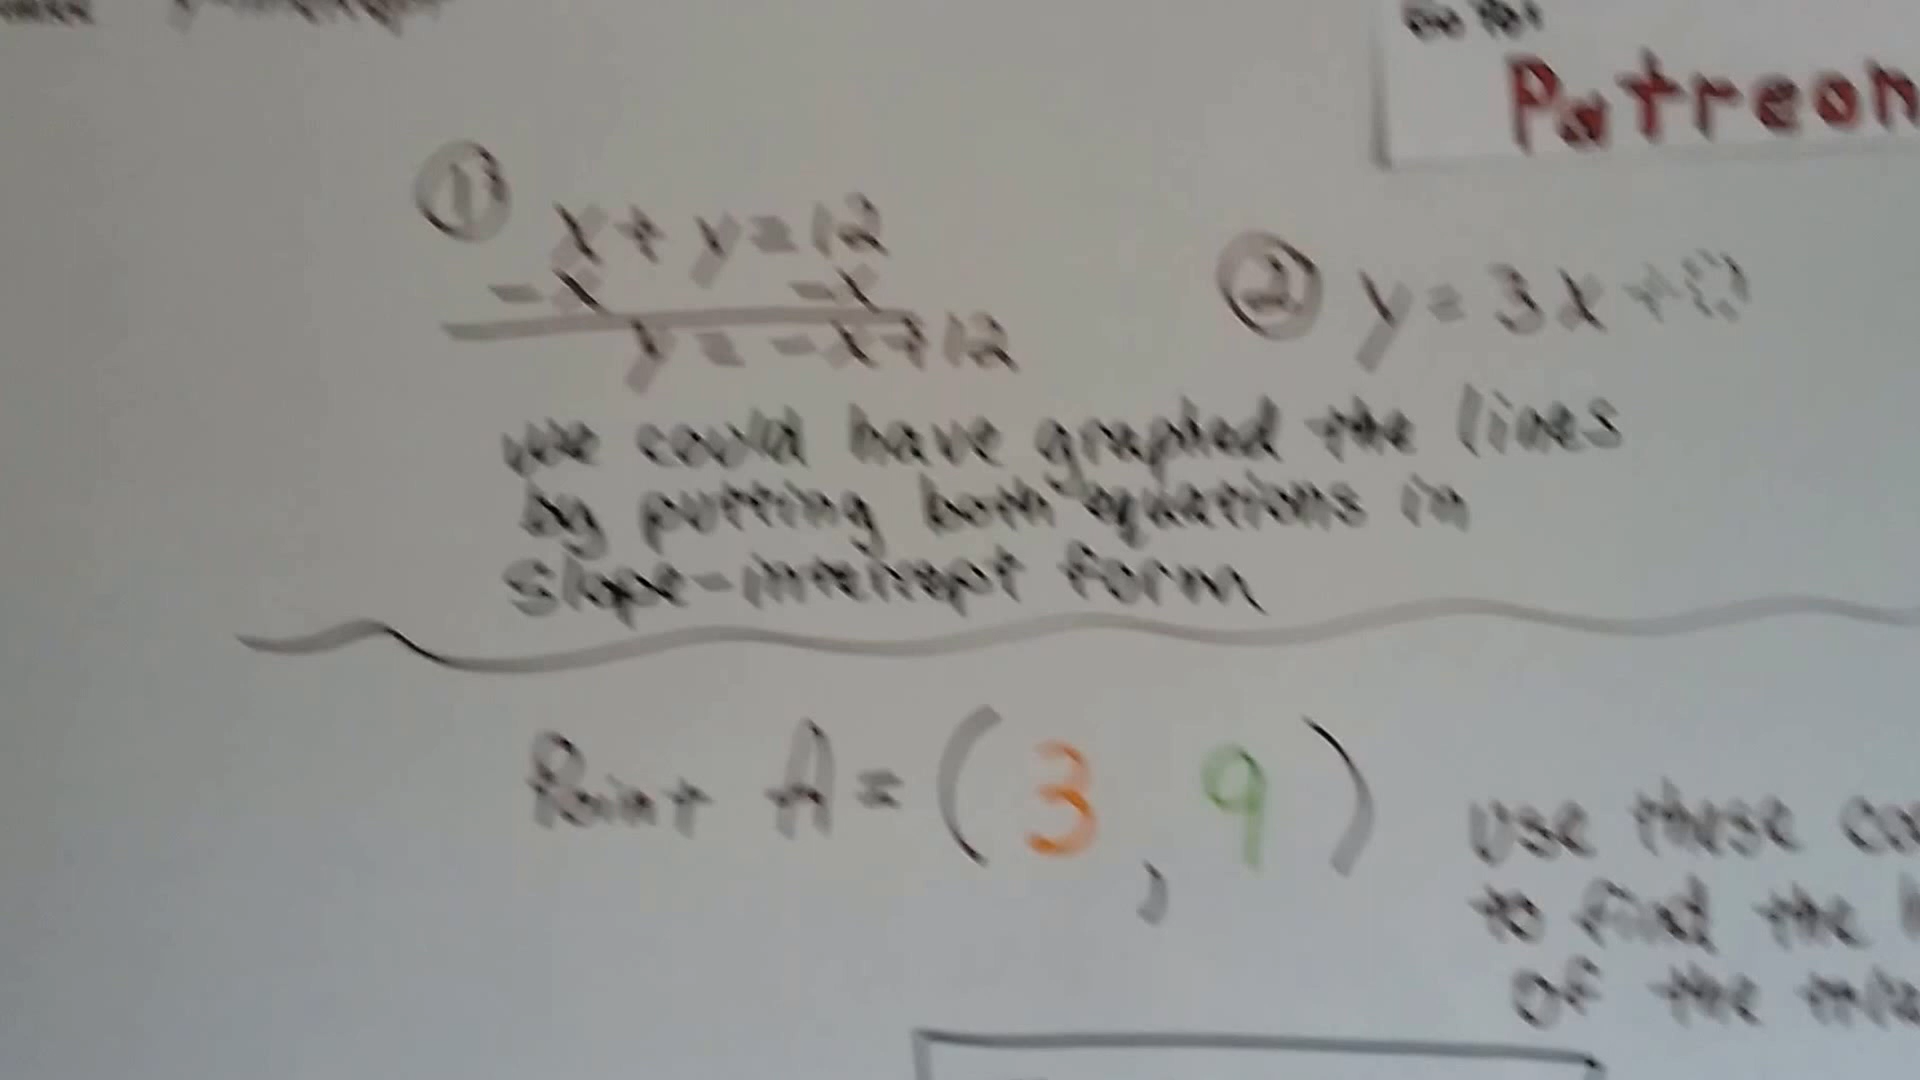 Patreon
① x + y = 12
-x -x
y = -x + 12
② y = 3x + 0
we could have graphed the lines
by putting both equations in
slope-intercept form
Point A = (3, 9)
use these
to find the
of the